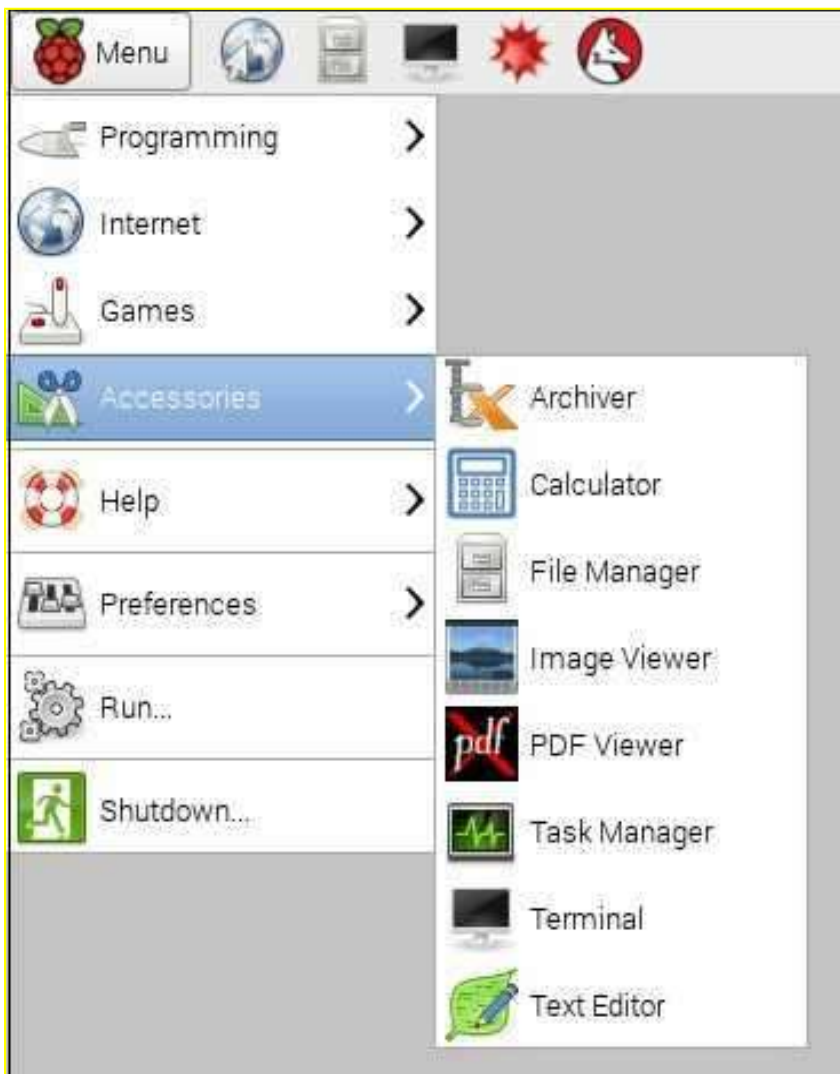 Menu
Programming
Internet
Games
Accessories
Help
Preferences
Run...
Shutdown...
Archiver
Calculator
File Manager
Image Viewer
pdf
PDF Viewer
Task Manager
Terminal
Text Editor